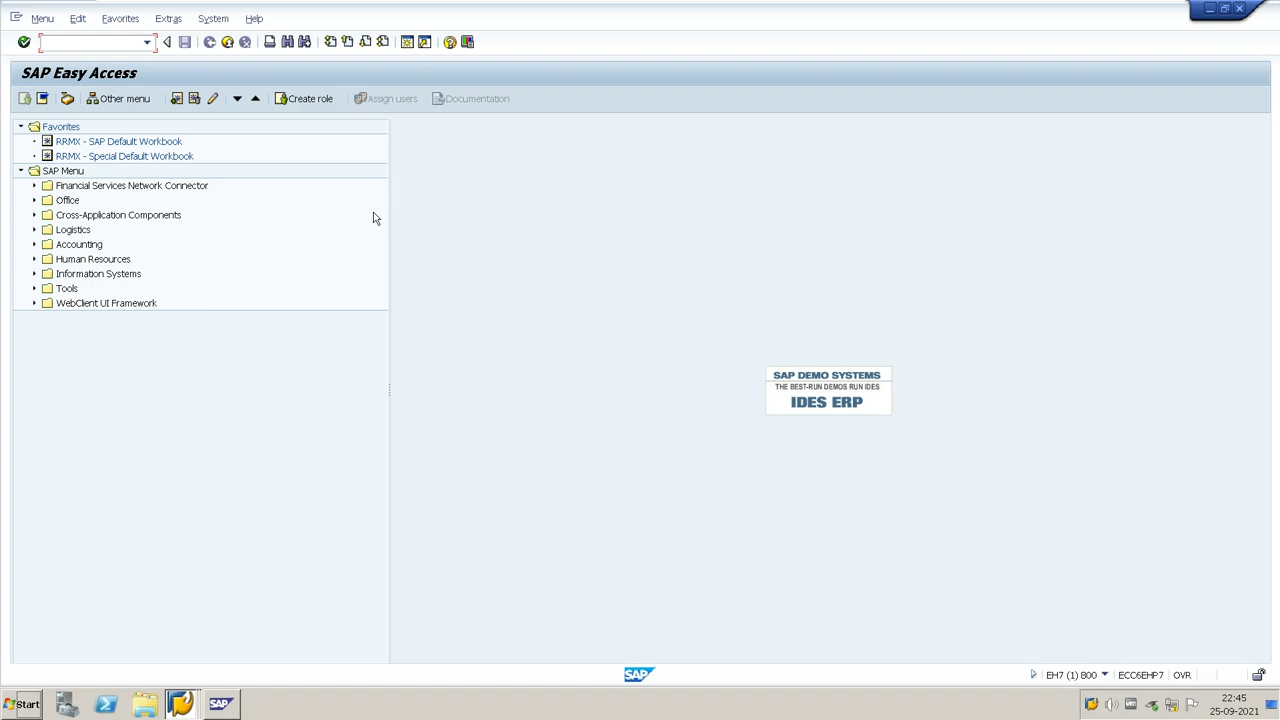 Menu Edit Favorites Extras System Help
SAP Easy Access
Other menu Create role Assign users Documentation
Favorites
RRMX - SAP Default Workbook
RRMX - Special Default Workbook
SAP Menu
Financial Services Network Connector
Office
Cross-Application Components
Logistics
Accounting
Human Resources
Information Systems
Tools
WebClient UI Framework
SAP DEMO SYSTEMS
THE BEST-RUN DEMOS RUN IDES
IDES ERP
SAP
EH7 (1) 800 ECC6EHP7 OVR
Start SAP
22:45
25-09-2021